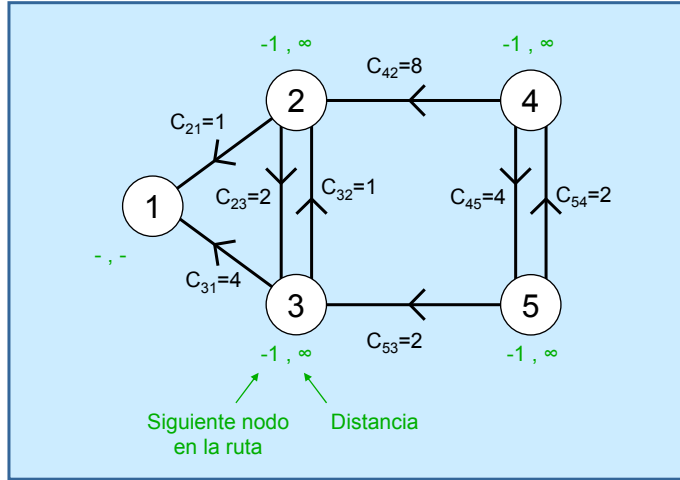 -1 , ∞
-1 , ∞
C42=8
2
4
C21=1
1
C23=2
C32=1
C45=4
C54=2
- , -
C31=4
3
5
C53=2
-1 , ∞
-1 , ∞
Siguiente nodo
en la ruta
Distancia